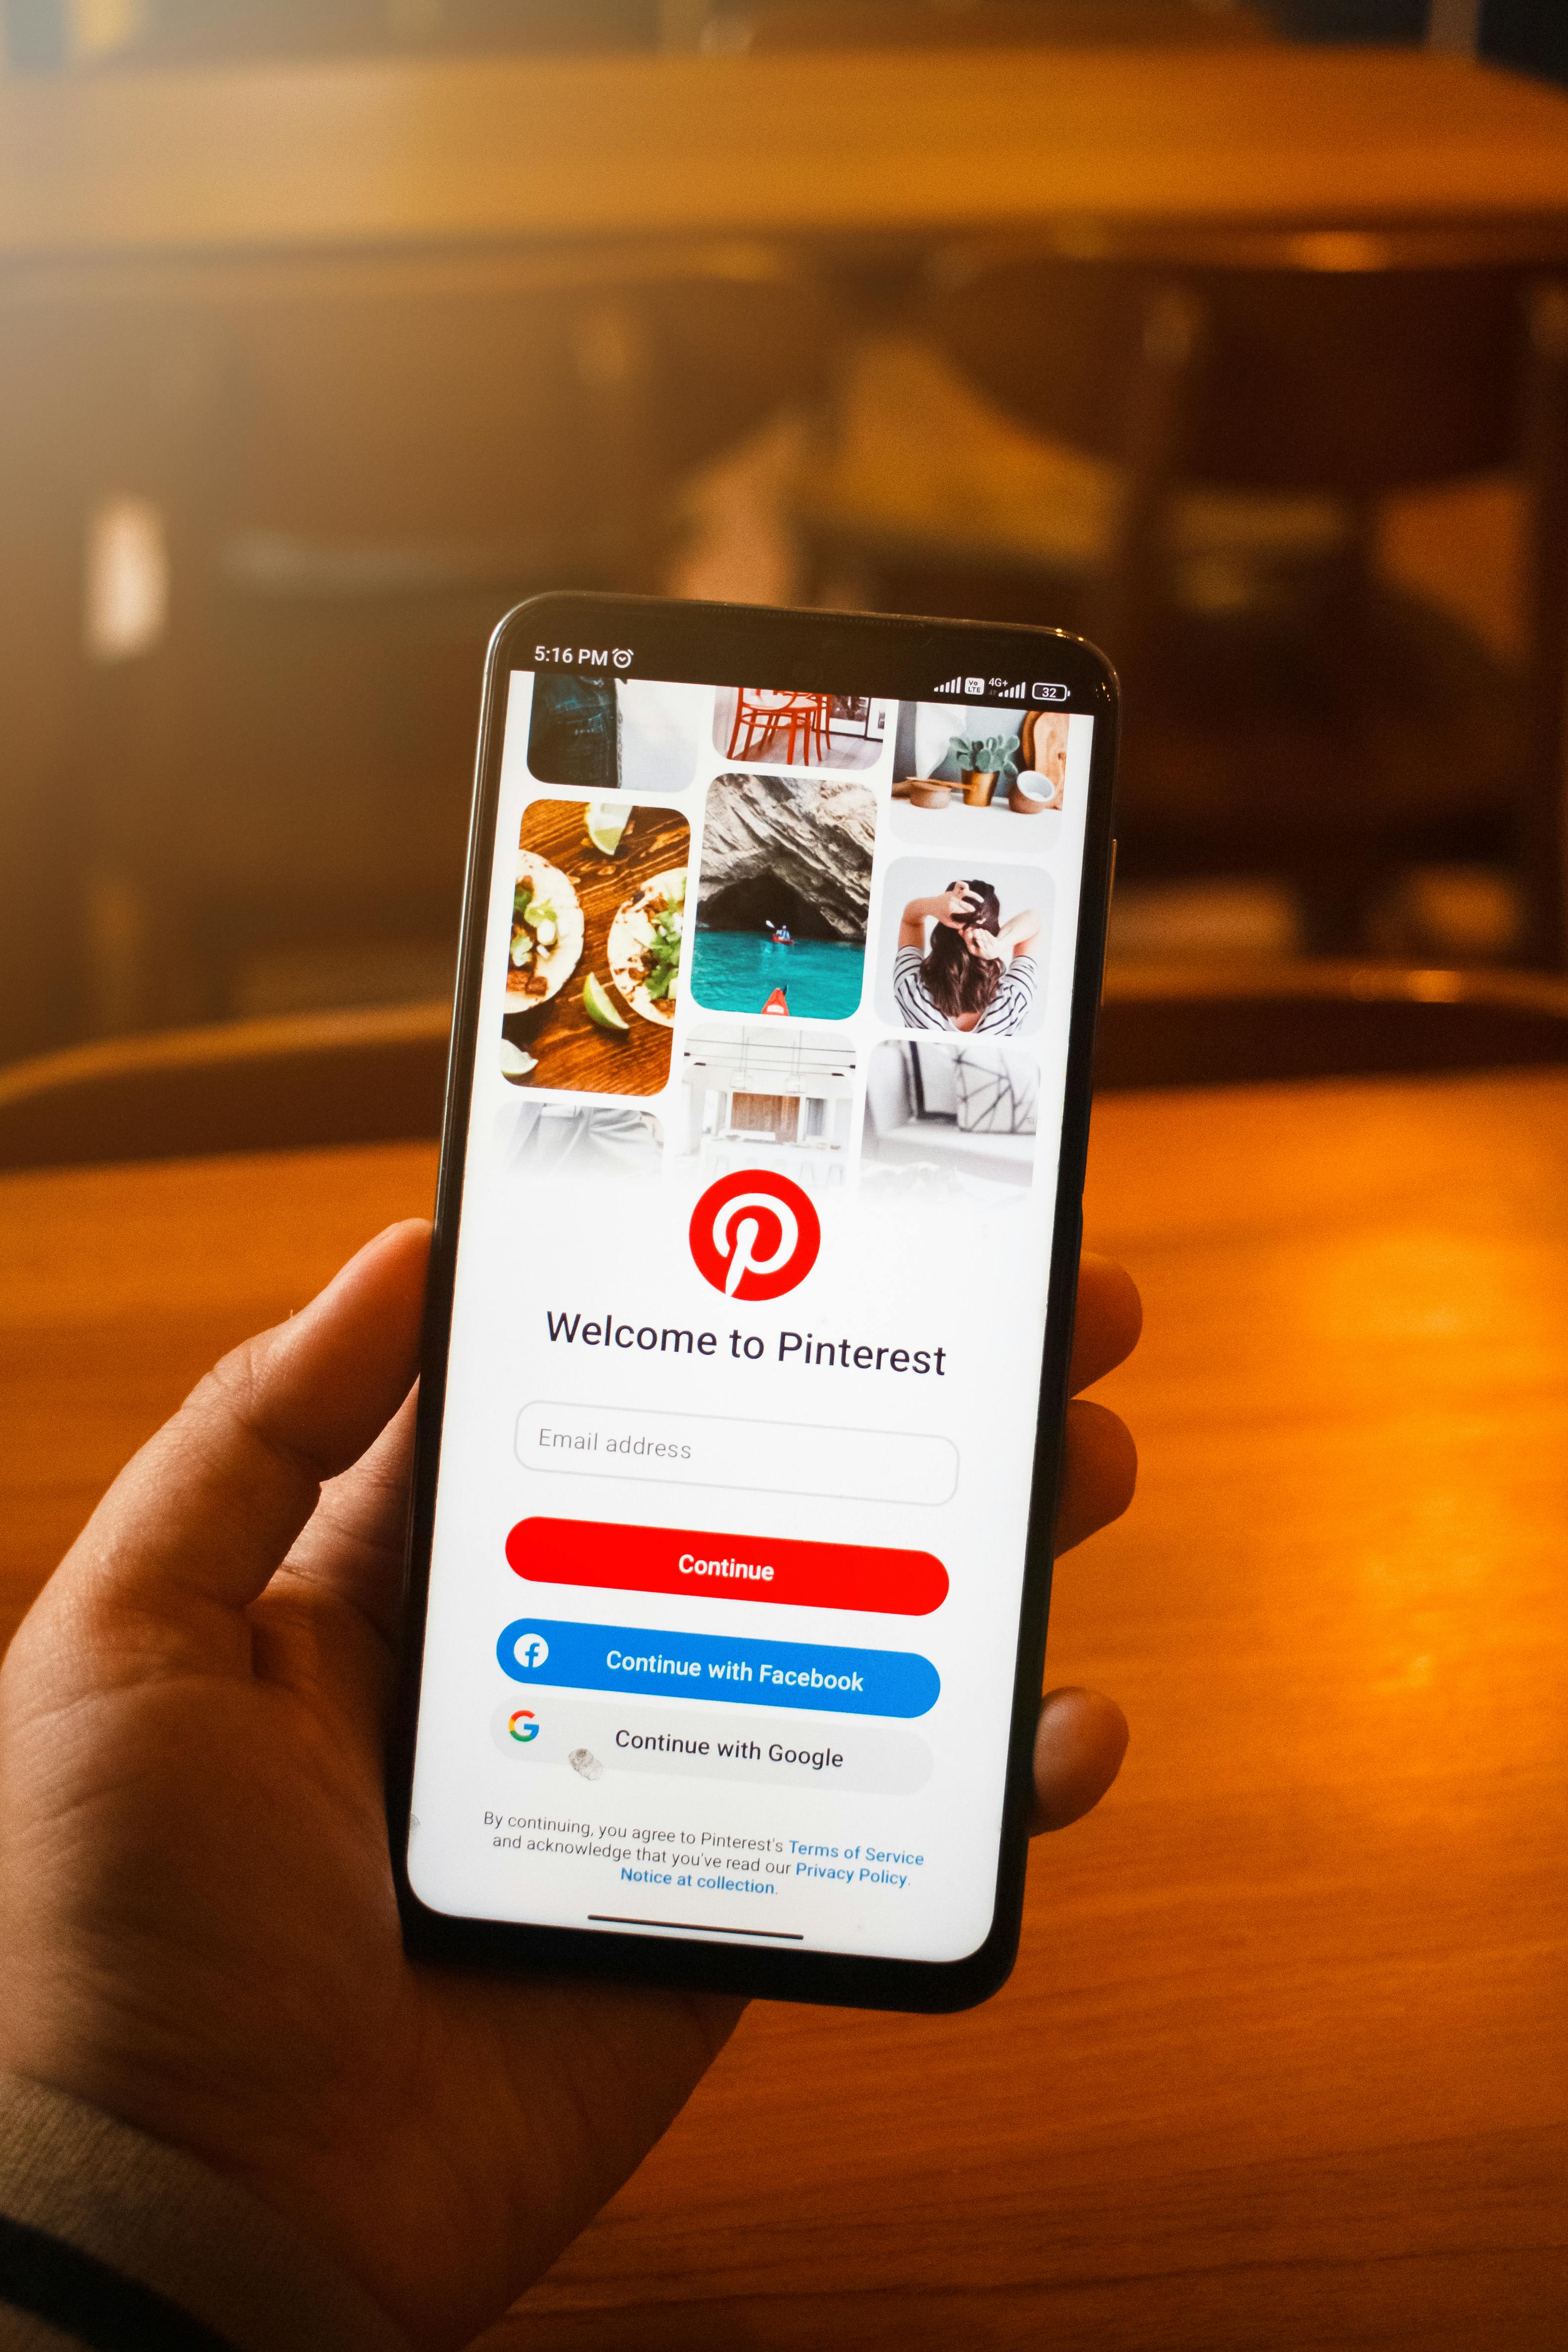 5:16 PM
Vo LTE 4G+ 32
Welcome to Pinterest
Email address
Continue
Continue with Facebook
Continue with Google
By continuing, you agree to Pinterest's Terms of Service
and acknowledge that you've read our Privacy Policy.
Notice at collection.